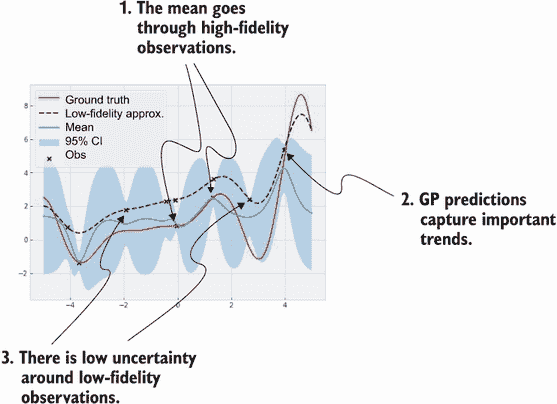 1. The mean goes
through high-fidelity
observations.
8
6
4
2
0
−2
Ground truth
Low-fidelity approx.
Mean
95% CI
Obs
−4
−2
0
2
4
2. GP predictions
capture important
trends.
3. There is low uncertainty
around low-fidelity
observations.